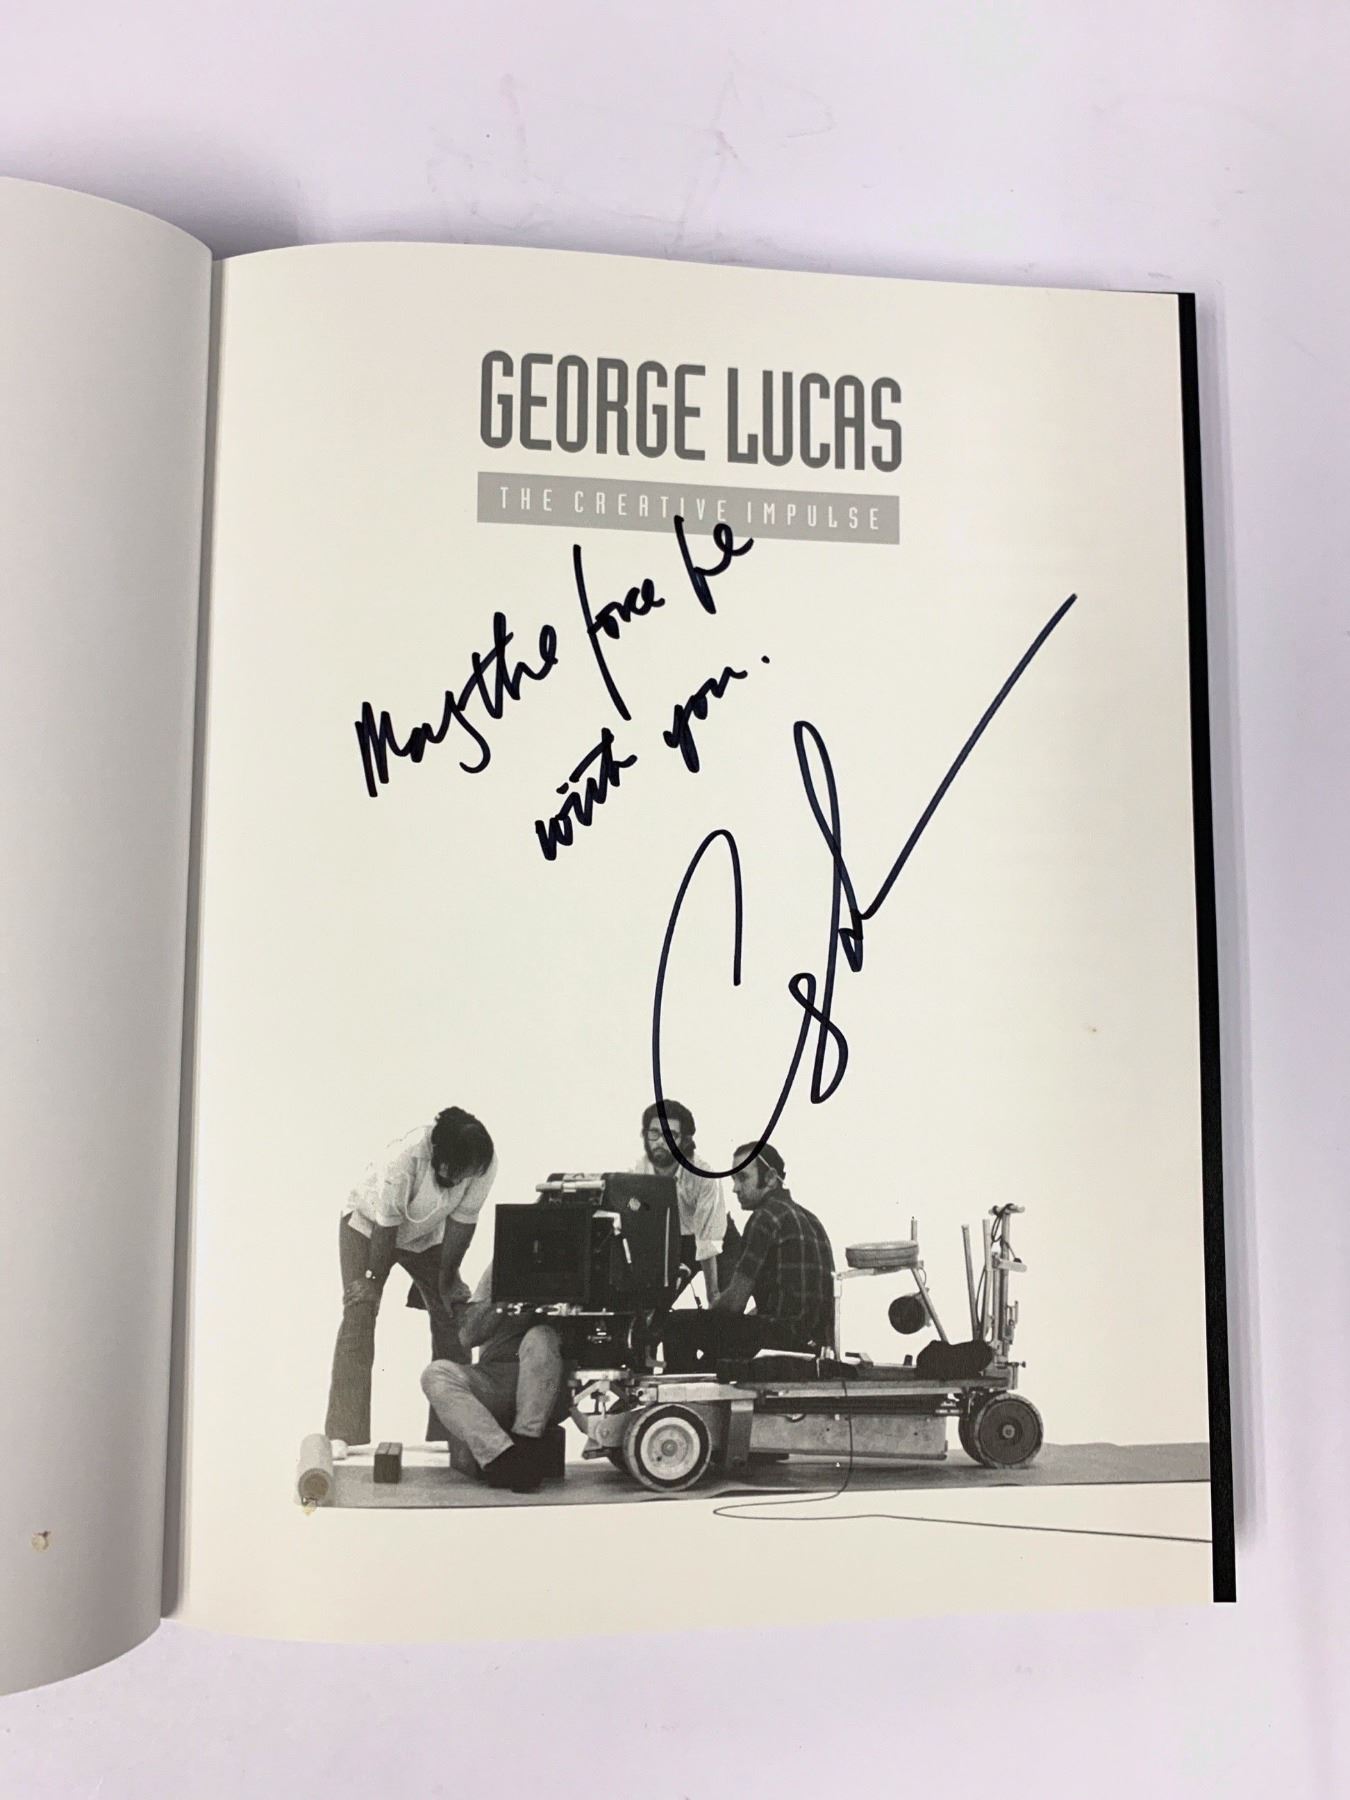 GEORGE LUCAS
THE CREATIVE IMPULSE
May the force be
with you.